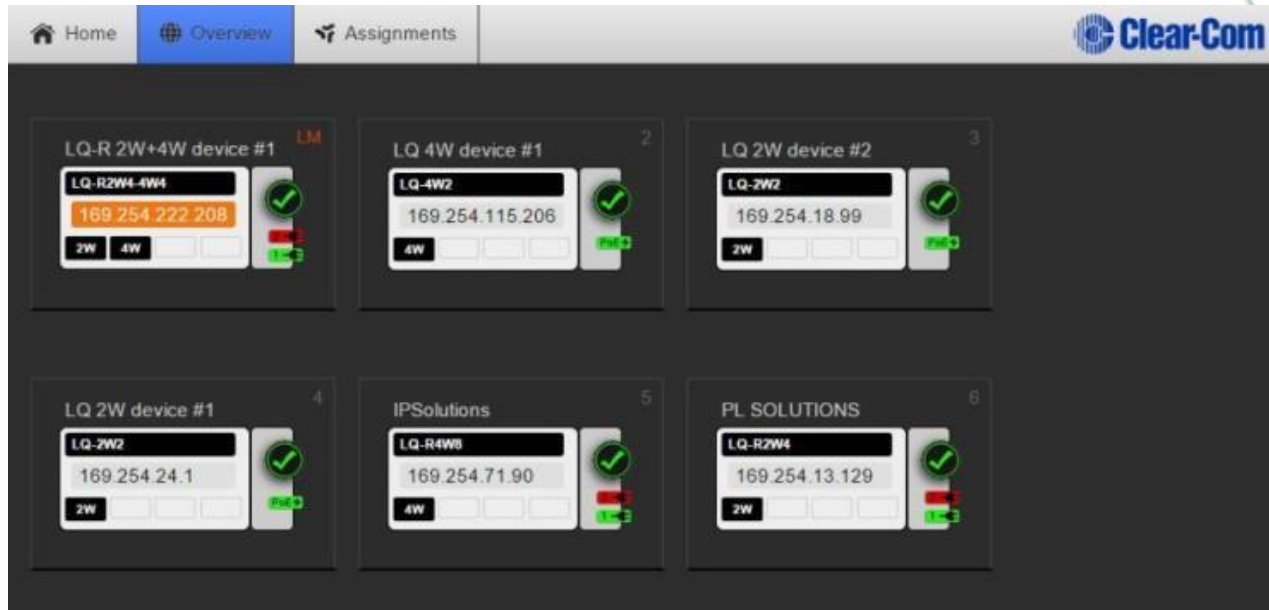 Home Overview Assignments Clear-Com
LQ-R 2W+4W device #1 LM
LQ-R2W4-4W4
169.254.222.208
2W 4W
1
LQ 4W device #1 2
LQ-4W2
169.254.115.206
PoE
4W
LQ 2W device #2 3
LQ-2W2
169.254.18.99
PoE
2W
LQ 2W device #1 4
LQ-2W2
169.254.24.1
PoE
2W
IPSolutions 5
LQ-R4W8
169.254.71.90
4W
1
PL SOLUTIONS 6
LQ-R2W4
169.254.13.129
2W
1